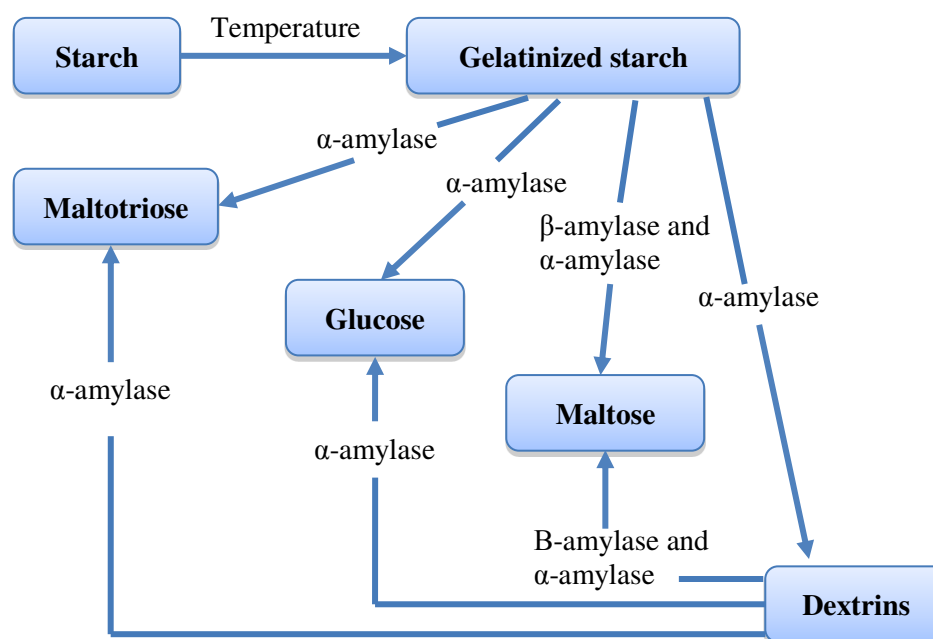 Temperature
Starch
Gelatinized starch
α-amylase
α-amylase
Maltotriose
β-amylase and
α-amylase
α-amylase
Glucose
α-amylase
Maltose
α-amylase
B-amylase and
α-amylase
Dextrins